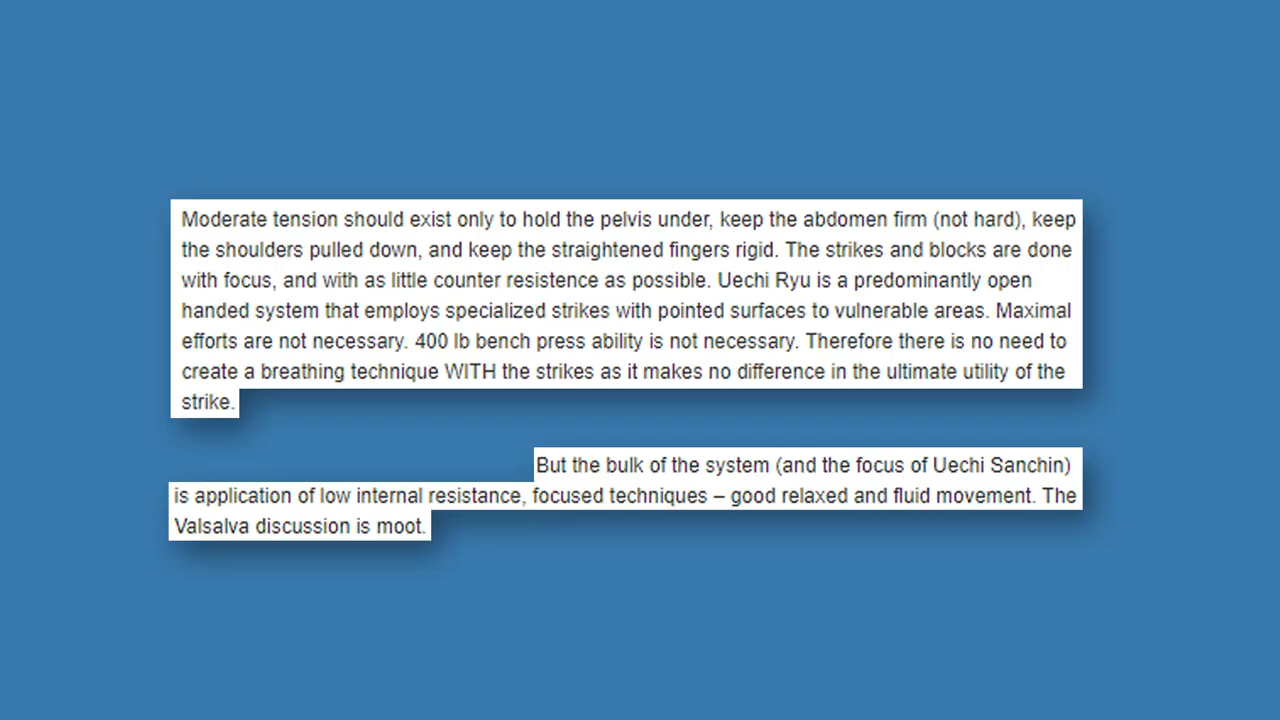 Moderate tension should exist only to hold the pelvis under, keep the abdomen firm (not hard), keep
the shoulders pulled down, and keep the straightened fingers rigid. The strikes and blocks are done
with focus, and with as little counter resistence as possible. Uechi Ryu is a predominantly open
handed system that employs specialized strikes with pointed surfaces to vulnerable areas. Maximal
efforts are not necessary. 400 lb bench press ability is not necessary. Therefore there is no need to
create a breathing technique WITH the strikes as it makes no difference in the ultimate utility of the
strike.
But the bulk of the system (and the focus of Uechi Sanchin)
is application of low internal resistance, focused techniques – good relaxed and fluid movement. The
Valsalva discussion is moot.